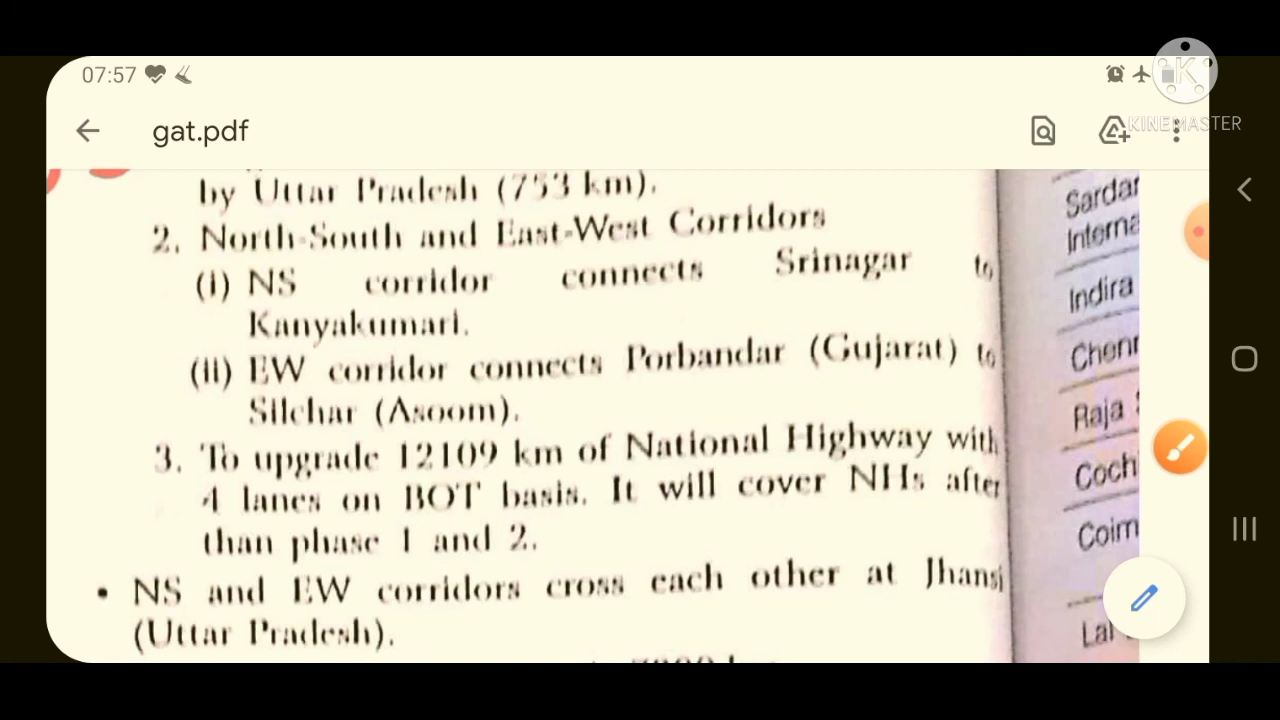 07:57
KINEMASTER
gat.pdf
by Uttar Pradesh (753 km).
2. North-South and East-West Corridors
(i) NS corridor connects Srinagar to
Kanyakumari.
(ii) EW corridor connects Porbandar (Gujarat) to
Silchar (Asoom).
3. To upgrade 12109 km of National Highway with
4 lanes on BOT basis. It will cover NHs after
than phase 1 and 2.
• NS and EW corridors cross each other at Jhansi
(Uttar Pradesh).
Sardar
Interna
Indira
Chenn
Raja
Coch
Coim
Lal